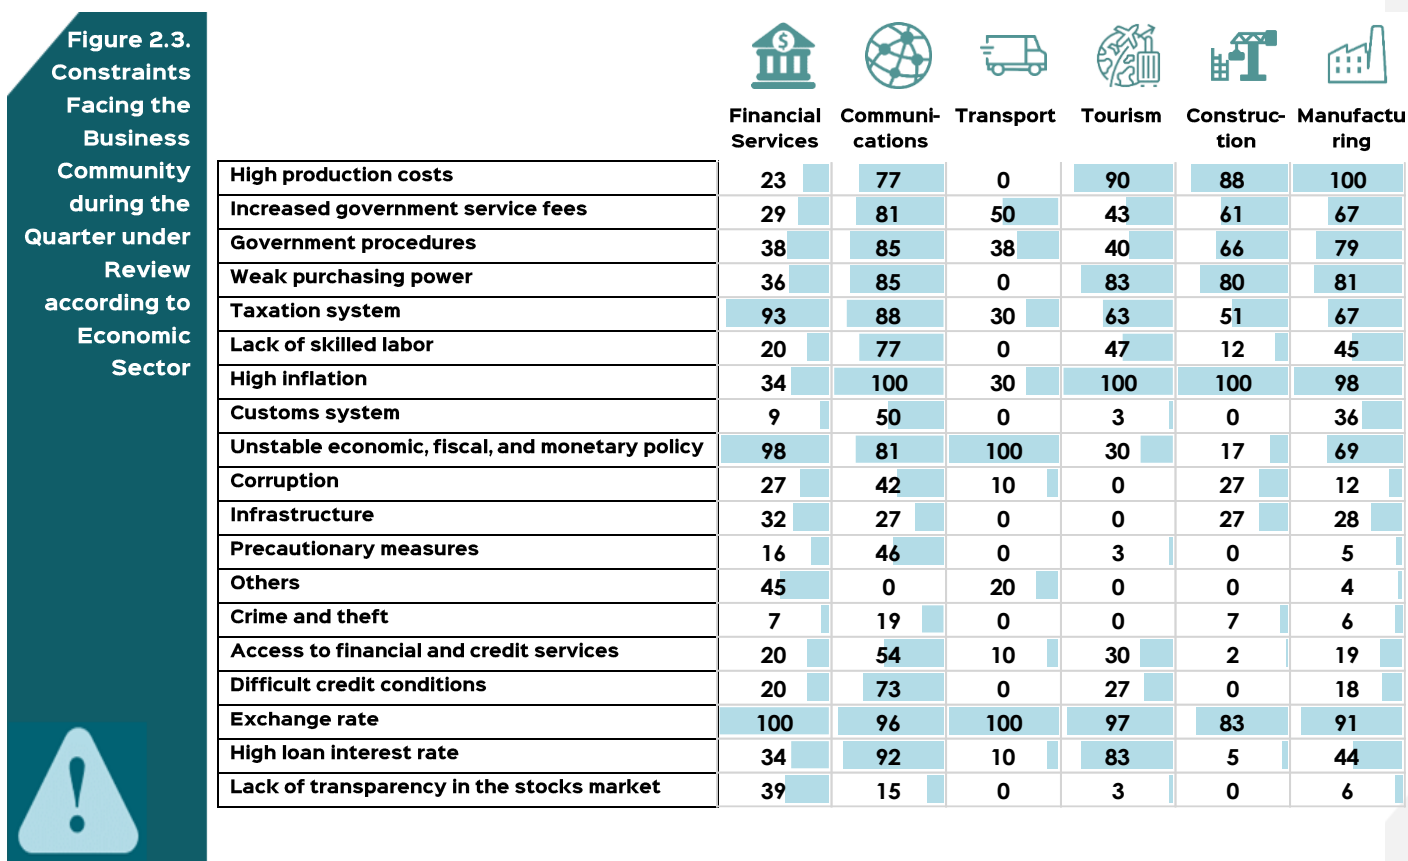 Figure 2.3.
Constraints
Facing the
Business
Community
during the
Quarter under
Review
according to
Economic
Sector
Financial Communi- Transport Tourism Construc- Manufactu
Services cations tion ring
High production costs 23 77 0 90 88 100
Increased government service fees 29 81 50 43 61 67
Government procedures 38 85 38 40 66 79
Weak purchasing power 36 85 0 83 80 81
Taxation system 93 88 30 63 51 67
Lack of skilled labor 20 77 0 47 12 45
High inflation 34 100 30 100 100 98
Customs system 9 50 0 3 0 36
Unstable economic, fiscal, and monetary policy 98 81 100 30 17 69
Corruption 27 42 10 0 27 12
Infrastructure 32 27 0 0 27 28
Precautionary measures 16 46 0 3 0 5
Others 45 0 20 0 0 4
Crime and theft 7 19 0 0 7 6
Access to financial and credit services 20 54 10 30 2 19
Difficult credit conditions 20 73 0 27 0 18
Exchange rate 100 96 100 97 83 91
High loan interest rate 34 92 10 83 5 44
Lack of transparency in the stocks market 39 15 0 3 0 6